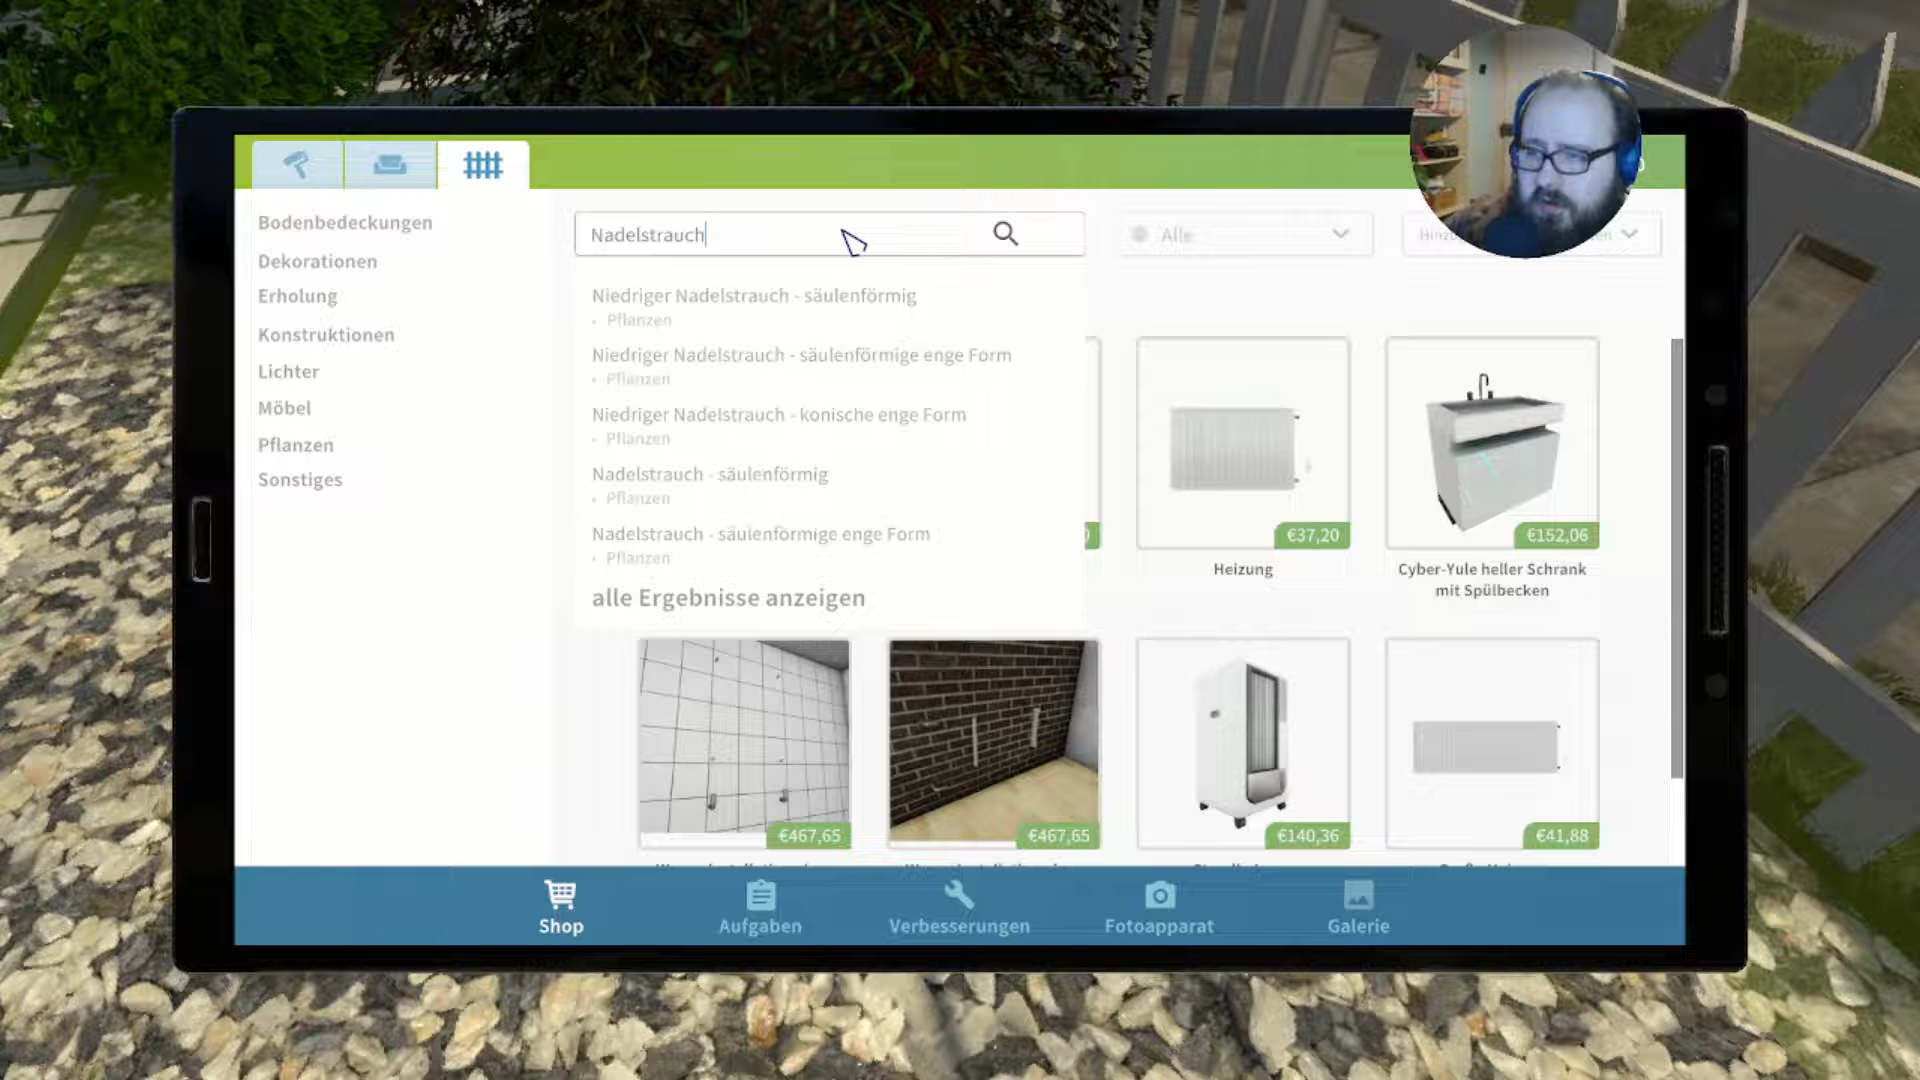 Bodenbedeckungen
Dekorationen
Erholung
Konstruktionen
Lichter
Möbel
Pflanzen
Sonstiges
Nadelstrauch
Alle
Niedriger Nadelstrauch - säulenförmig
• Pflanzen
Niedriger Nadelstrauch - säulenförmige enge Form
• Pflanzen
Niedriger Nadelstrauch - konische enge Form
• Pflanzen
Nadelstrauch - säulenförmig
• Pflanzen
Nadelstrauch - säulenförmige enge Form
• Pflanzen
alle Ergebnisse anzeigen
€37,20
Heizung
€152,06
Cyber-Yule heller Schrank
mit Spülbecken
€467,65
€467,65
€140,36
€41,88
Shop
Aufgaben
Verbesserungen
Fotoapparat
Galerie